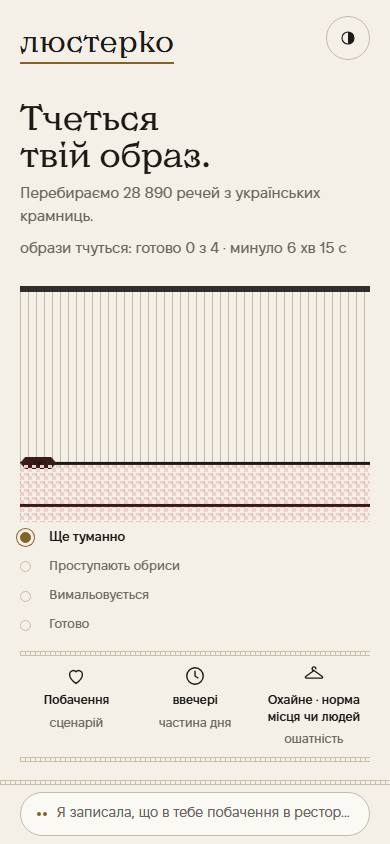 люстерко
Тчеться
твій образ.
Перебираємо 28 890 речей з українських
крамниць.
образи тчуться: готово 0 з 4 · минуло 6 хв 15 с
Ще туманно
Проступають обриси
Вимальовується
Готово
Побачення
сценарій
ввечері
частина дня
Охайне · норма
місця чи людей
ошатність
Я записала, що в тебе побачення в рестор...